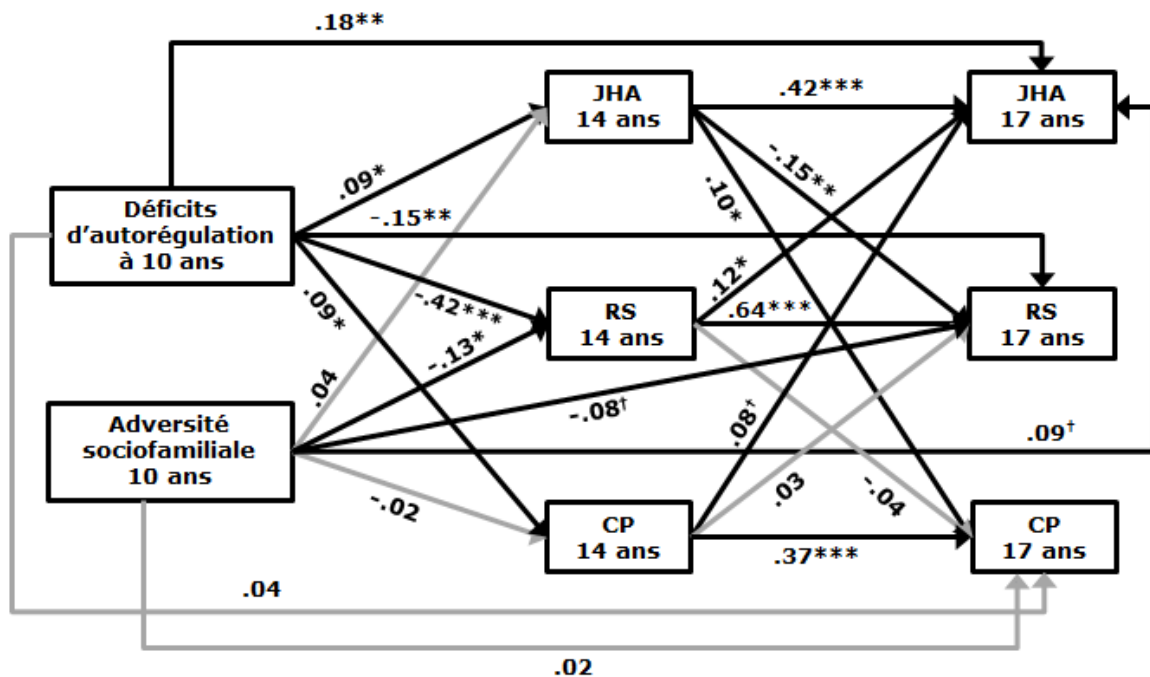 .18**
JHA
14 ans
.42***
JHA
17 ans
.09*
-.15**
.10*
Déficits
d’autorégulation
à 10 ans
-.15**
.12*
-.42***
.09*
RS
14 ans
.64***
RS
17 ans
-.13*
.04
Adversité
sociofamiliale
10 ans
-.08†
.08†
.09†
-.02
.03
-.04
CP
14 ans
.37***
CP
17 ans
.04
.02